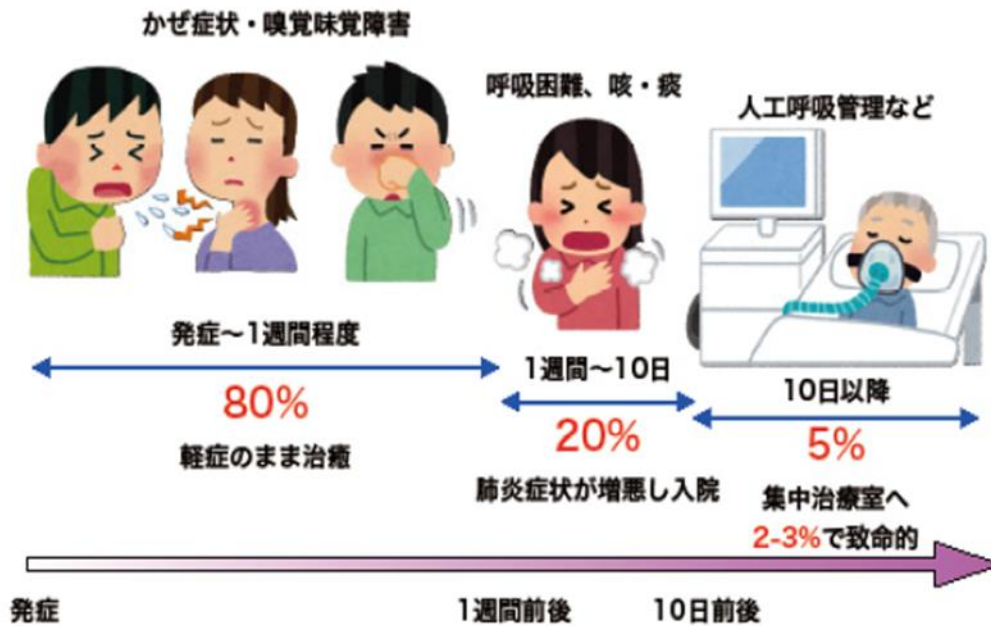 かぜ症状・嗅覚味覚障害
呼吸困難、咳・痰
人工呼吸管理など
発症〜1週間程度
80%
軽症のまま治癒
1週間〜10日
20%
肺炎症状が増悪し入院
10日以降
5%
集中治療室へ
2-3%で致命的
発症
1週間前後
10日前後